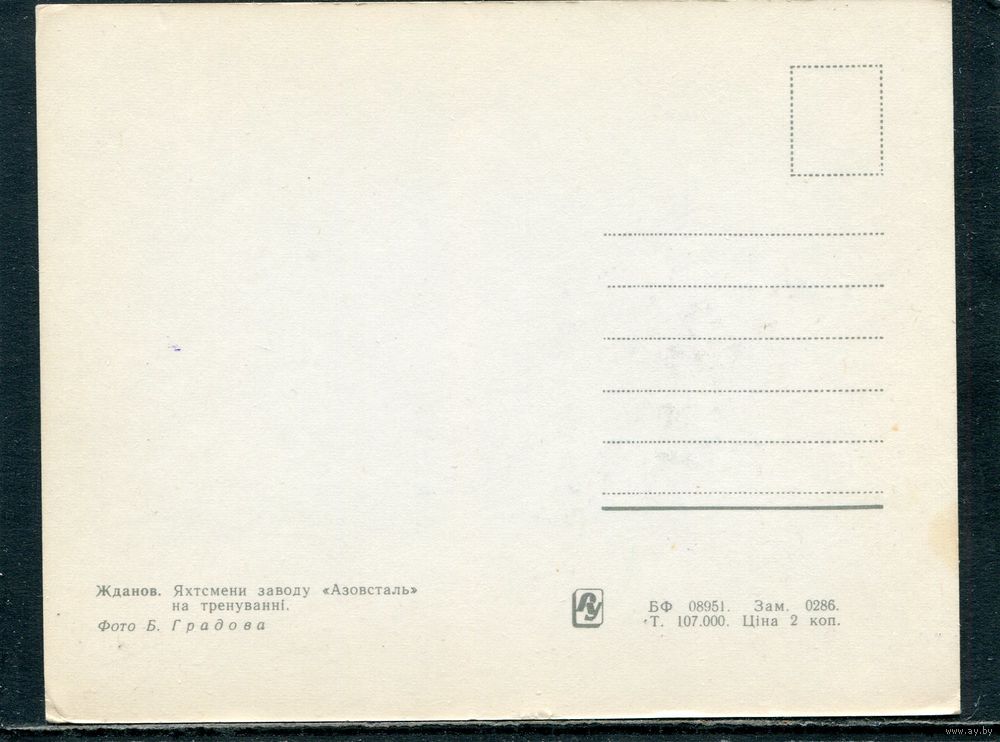 Жданов. Яхтсмени заводу «Азовсталь»
на тренуванні.
Фото Б. Градова
БФ 08951. Зам. 0286.
Т. 107.000. Ціна 2 коп.
www.ay.by